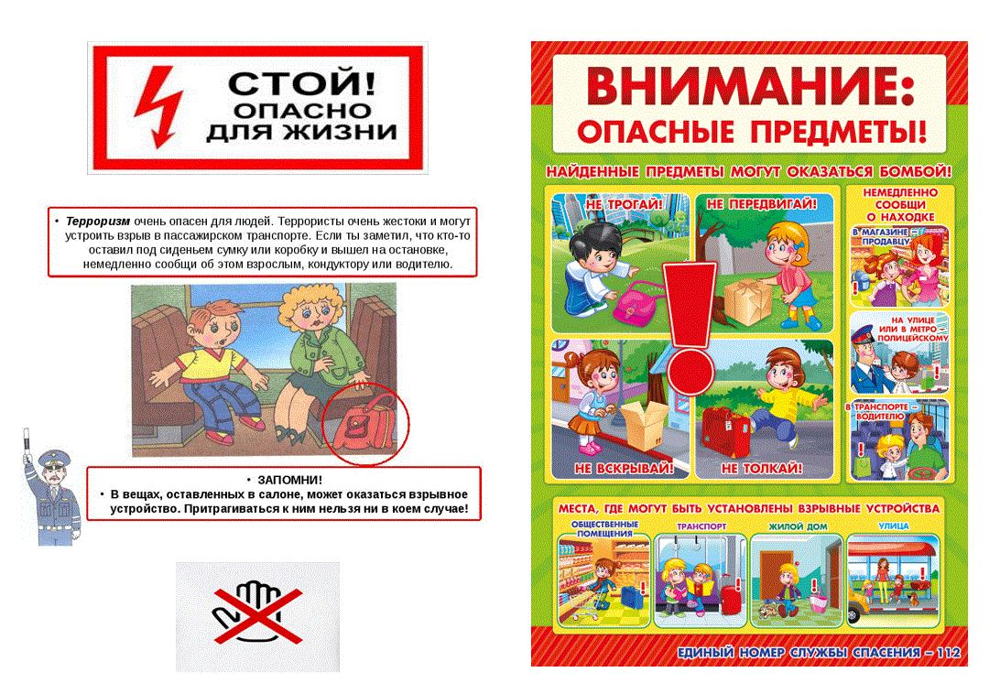 СТОЙ!
ОПАСНО
ДЛЯ ЖИЗНИ
• Терроризм очень опасен для людей. Террористы очень жестоки и могут
устроить взрыв в пассажирском транспорте. Если ты заметил, что кто-то
оставил под сиденьем сумку или коробку и вышел на остановке,
немедленно сообщи об этом взрослым, кондуктору или водителю.
• ЗАПОМНИ!
• В вещах, оставленных в салоне, может оказаться взрывное
устройство. Притрагиваться к ним нельзя ни в коем случае!
ВНИМАНИЕ:
ОПАСНЫЕ ПРЕДМЕТЫ!
НАЙДЕННЫЕ ПРЕДМЕТЫ МОГУТ ОКАЗАТЬСЯ БОМБОЙ!
НЕ ТРОГАЙ!
НЕ ПЕРЕДВИГАЙ!
НЕ ВСКРЫВАЙ!
НЕ ТОЛКАЙ!
НЕМЕДЛЕННО
СООБЩИ
О НАХОДКЕ
В МАГАЗИНЕ –
ПРОДАВЦУ
НА УЛИЦЕ
ИЛИ В МЕТРО –
ПОЛИЦЕЙСКОМУ
В ТРАНСПОРТЕ –
ВОДИТЕЛЮ
МЕСТА, ГДЕ МОГУТ БЫТЬ УСТАНОВЛЕНЫ ВЗРЫВНЫЕ УСТРОЙСТВА
ОБЩЕСТВЕННЫЕ
ПОМЕЩЕНИЯ
ТРАНСПОРТ
ЖИЛОЙ ДОМ
УЛИЦА
ЕДИНЫЙ НОМЕР СЛУЖБЫ СПАСЕНИЯ – 112